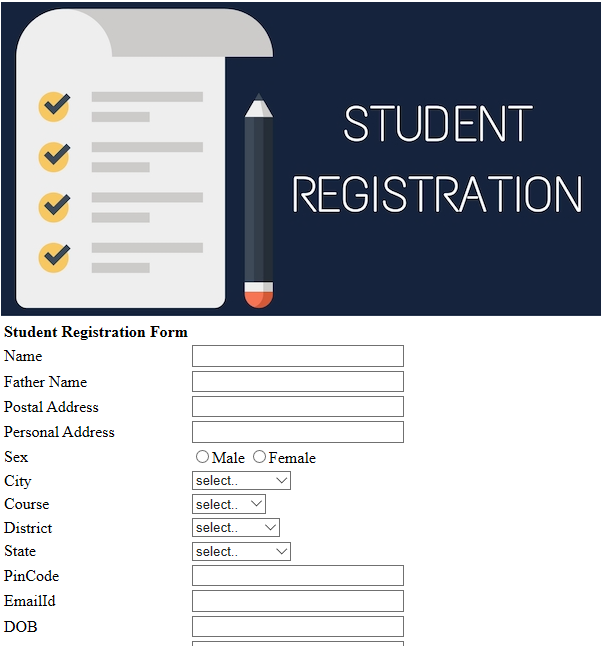 STUDENT
REGISTRATION
Student Registration Form
Name
Father Name
Postal Address
Personal Address
Sex Male Female
City select..
Course select..
District select..
State select..
PinCode
EmailId
DOB